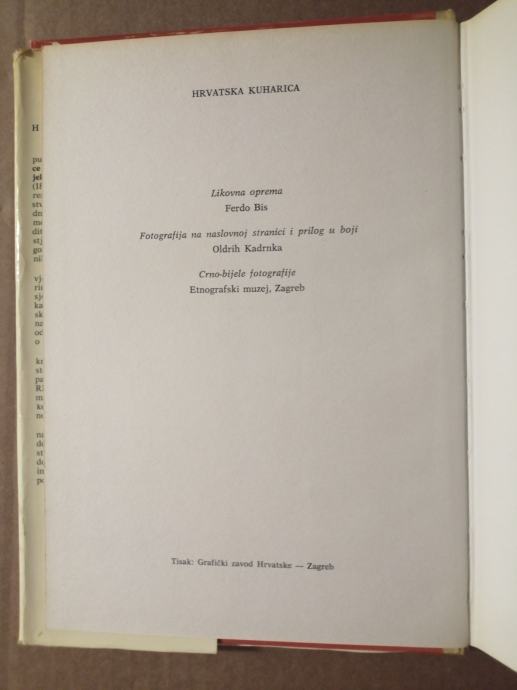 HRVATSKA KUHARICA
Likovna oprema
Ferdo Bis
Fotografija na naslovnoj stranici i prilog u boji
Oldrih Kadrnka
Crno-bijele fotografije
Etnografski muzej, Zagreb
Tisak: Grafički zavod Hrvatske — Zagreb